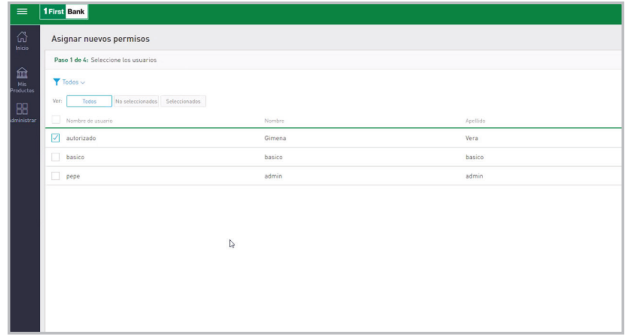 1First Bank
Asignar nuevos permisos
Inicio
Paso 1 de 4: Seleccione los usuarios
Mis Productos
Todos
Ver: Todos No seleccionados Seleccionados
Administrar
Nombre de usuario Nombre Apellido
autorizado Gimena Vera
basico basico basico
pepe admin admin